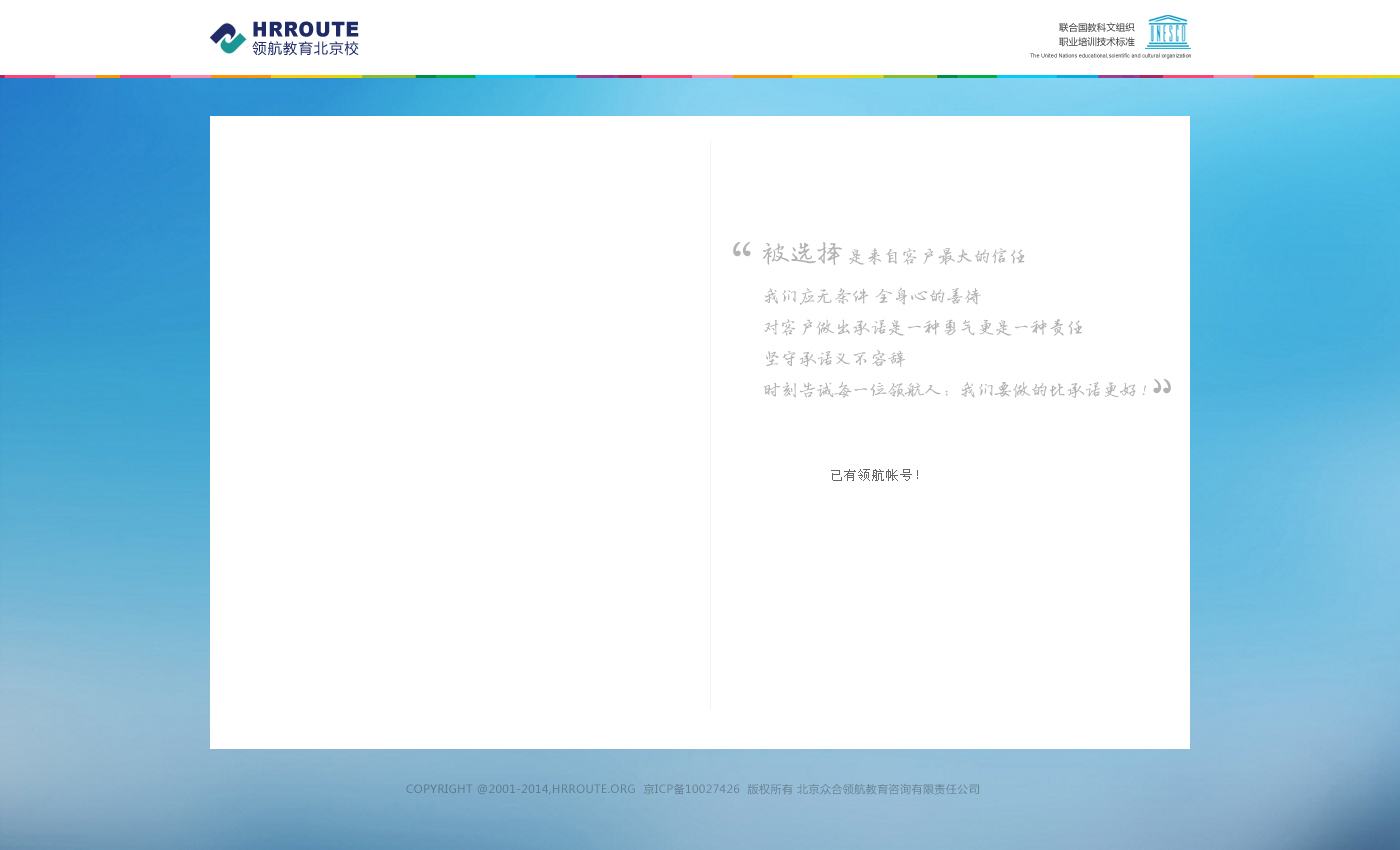 HRROUTE
领航教育北京校
联合国教科文组织
职业培训技术标准
UNESCO
The United Nations educational,scientific and cultural organization
“ 被选择 是来自客户最大的信任
我们应无条件 全身心的善待
对客户做出承诺是一种勇气更是一种责任
坚守承诺义不容辞
时刻告诫每一位领航人：我们要做的比承诺更好！”
已有领航帐号！
COPYRIGHT @2001-2014,HRROUTE.ORG 京ICP备10027426 版权所有 北京众合领航教育咨询有限责任公司